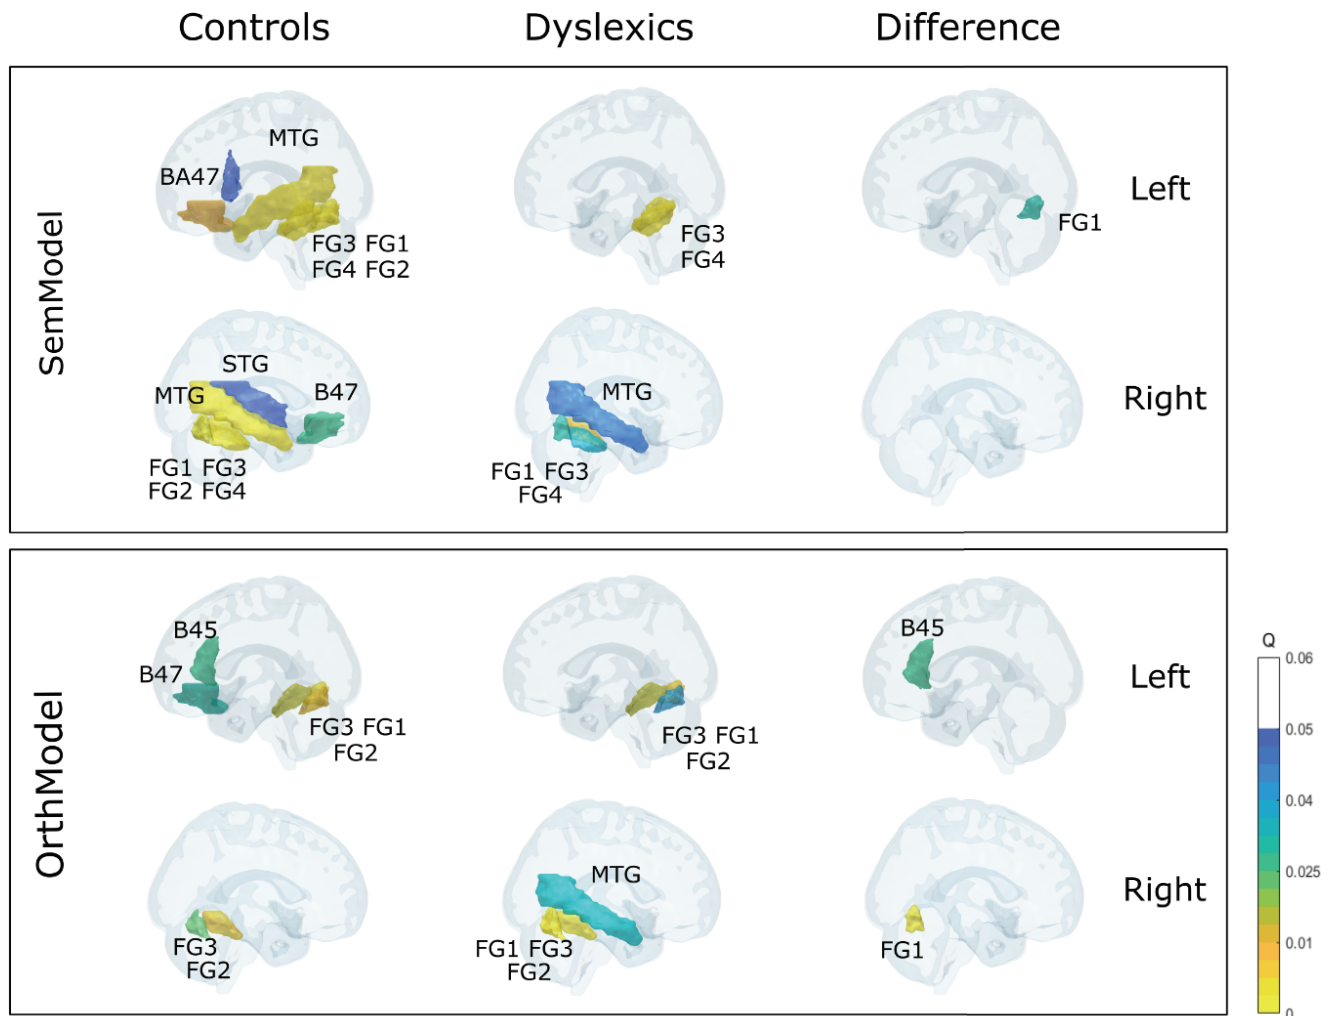 Controls Dyslexics Difference
SemModel
MTG
BA47
FG3 FG1
FG4 FG2
FG3
FG4
FG1
Left
STG
MTG
B47
FG1 FG3
FG2 FG4
MTG
FG1 FG3
FG4
Right
OrthModel
B45
B47
FG3 FG1
FG2
FG3 FG1
FG2
B45
Left
FG3
FG2
MTG
FG1 FG3
FG2
FG1
Right
Q
0.06
0.05
0.04
0.025
0.01
0